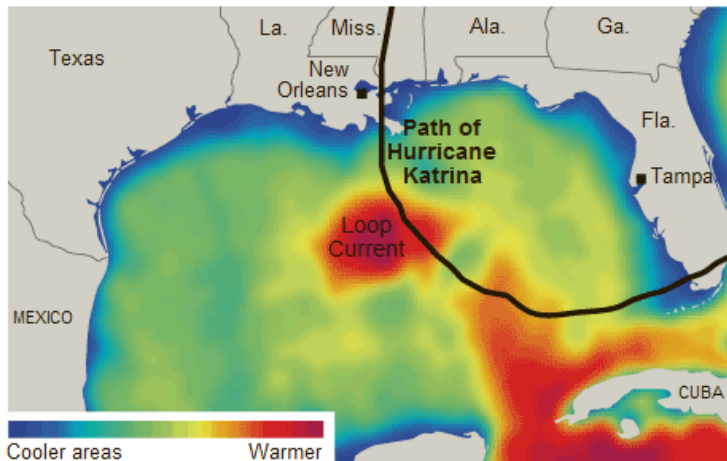 La.
Miss.
Ala.
Ga.
Texas
New
Orleans
Fla.
Path of
Hurricane
Katrina
Tampa
Loop
Current
MEXICO
CUBA
Cooler areas
Warmer